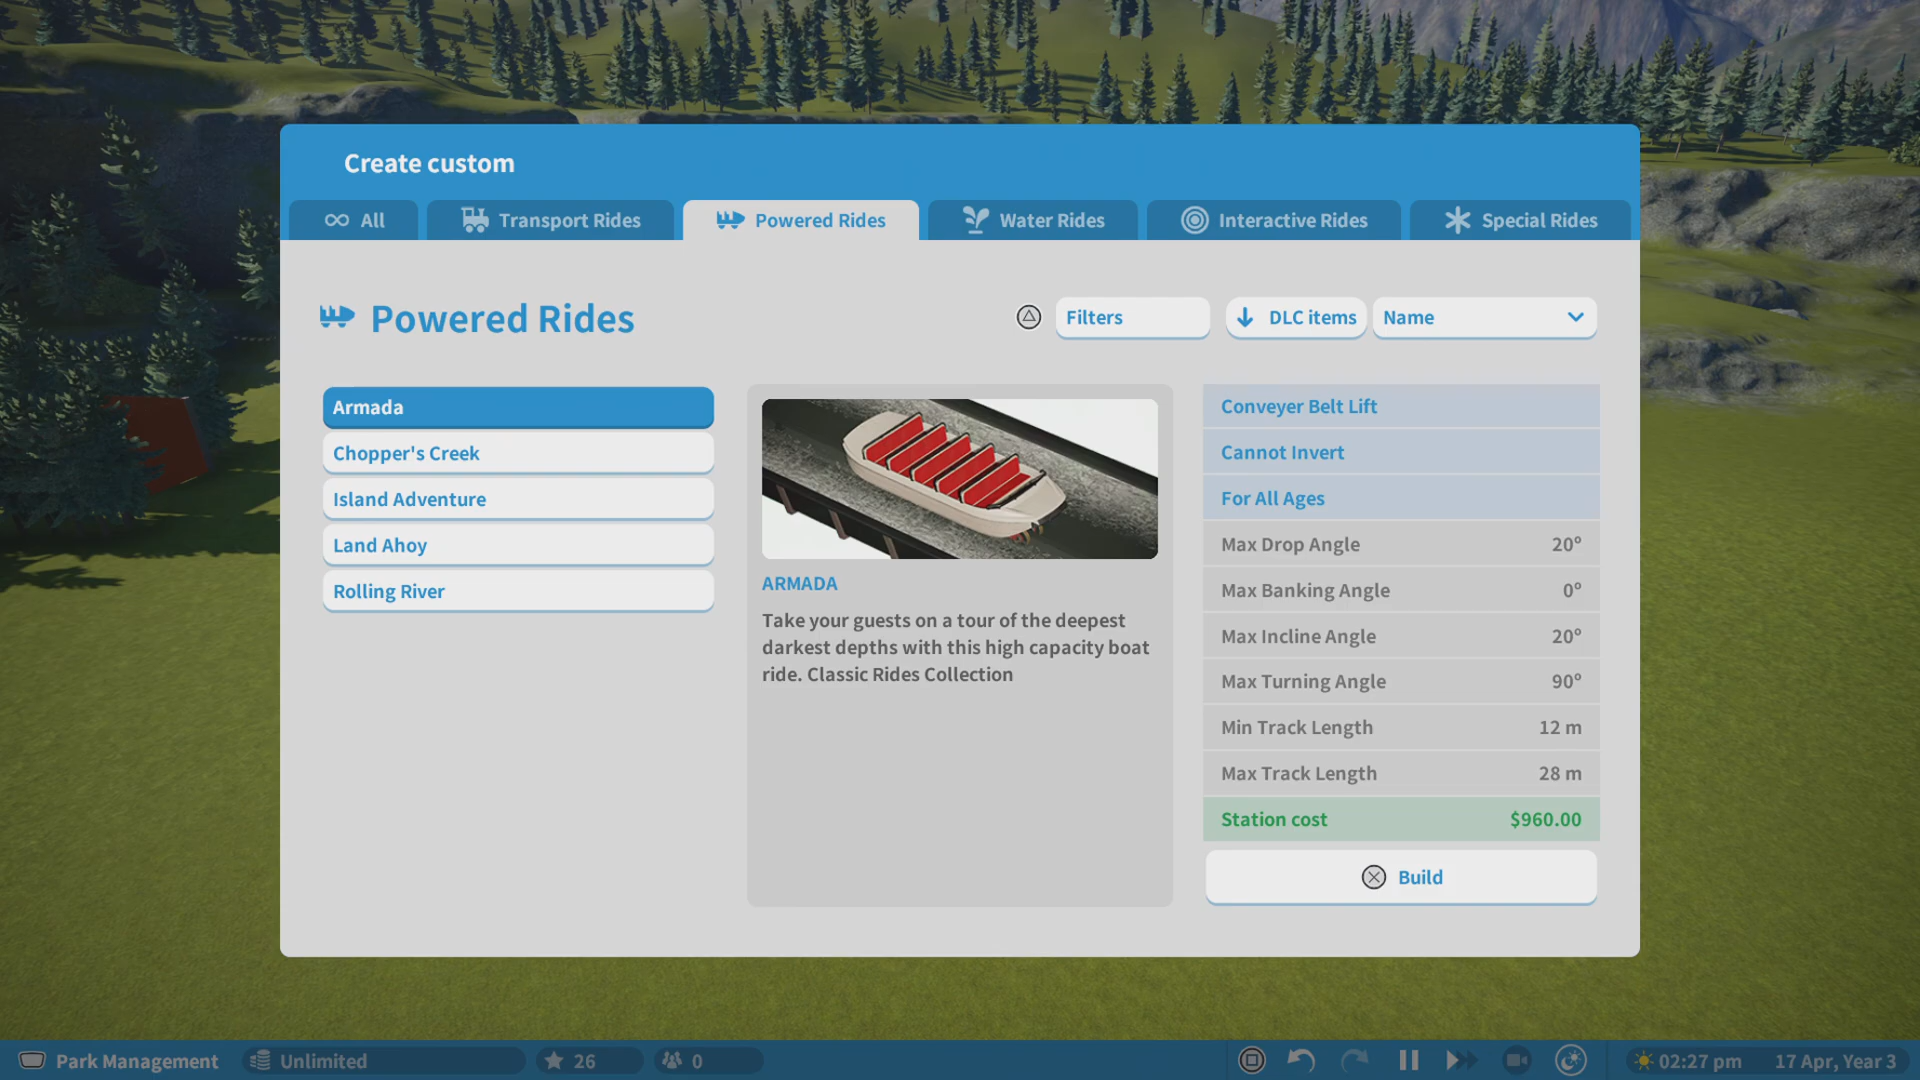 Create custom
All
Transport Rides
Powered Rides
Water Rides
Interactive Rides
Special Rides
Powered Rides
Filters
DLC items
Name
Armada
Chopper's Creek
Island Adventure
Land Ahoy
Rolling River
ARMADA
Take your guests on a tour of the deepest
darkest depths with this high capacity boat
ride. Classic Rides Collection
Conveyer Belt Lift
Cannot Invert
For All Ages
Max Drop Angle 20º
Max Banking Angle 0º
Max Incline Angle 20º
Max Turning Angle 90º
Min Track Length 12 m
Max Track Length 28 m
Station cost $960.00
Build
Park Management
Unlimited
26
0
02:27 pm
17 Apr, Year 3